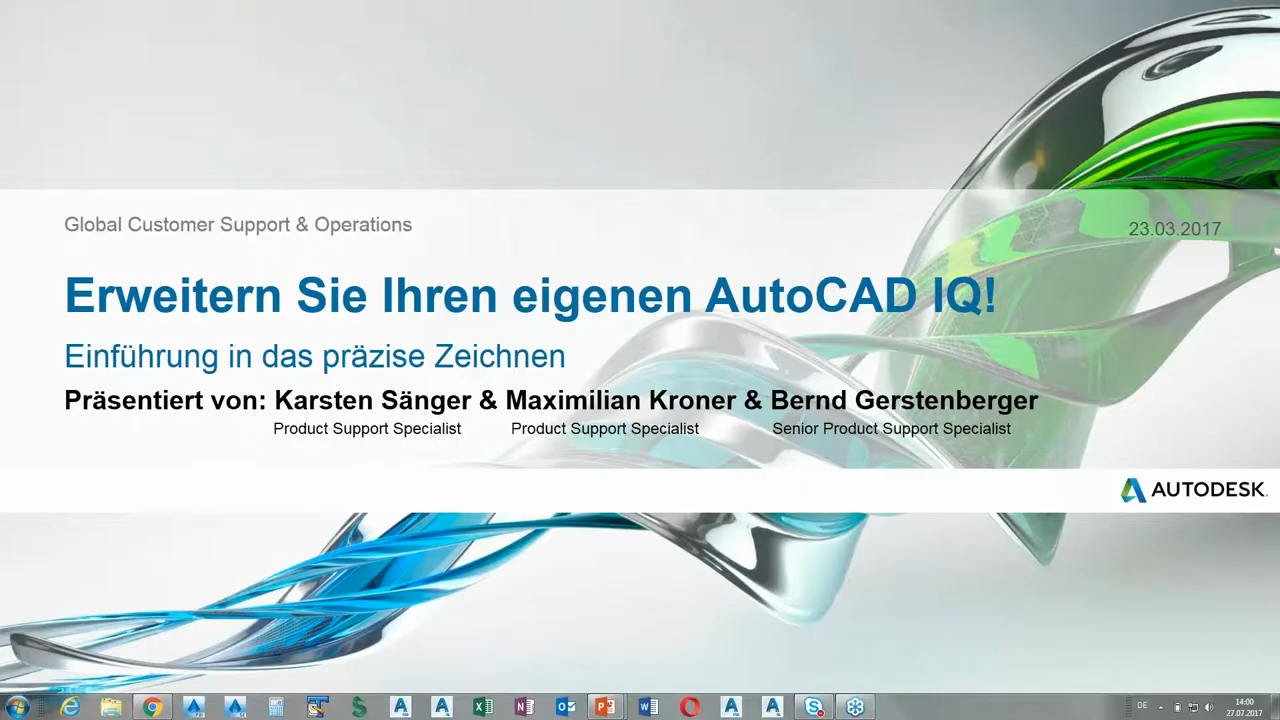 Global Customer Support & Operations
23.03.2017
Erweitern Sie Ihren eigenen AutoCAD IQ!
Einführung in das präzise Zeichnen
Präsentiert von: Karsten Sänger & Maximilian Kroner & Bernd Gerstenberger
Product Support Specialist Product Support Specialist Senior Product Support Specialist
AUTODESK.
DE
14:00
27.07.2017